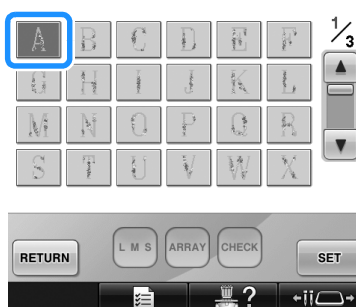 A B C D E F 1/3
G H I J K L
M N O P Q R
S T U V W X
RETURN L M S ARRAY CHECK SET
?